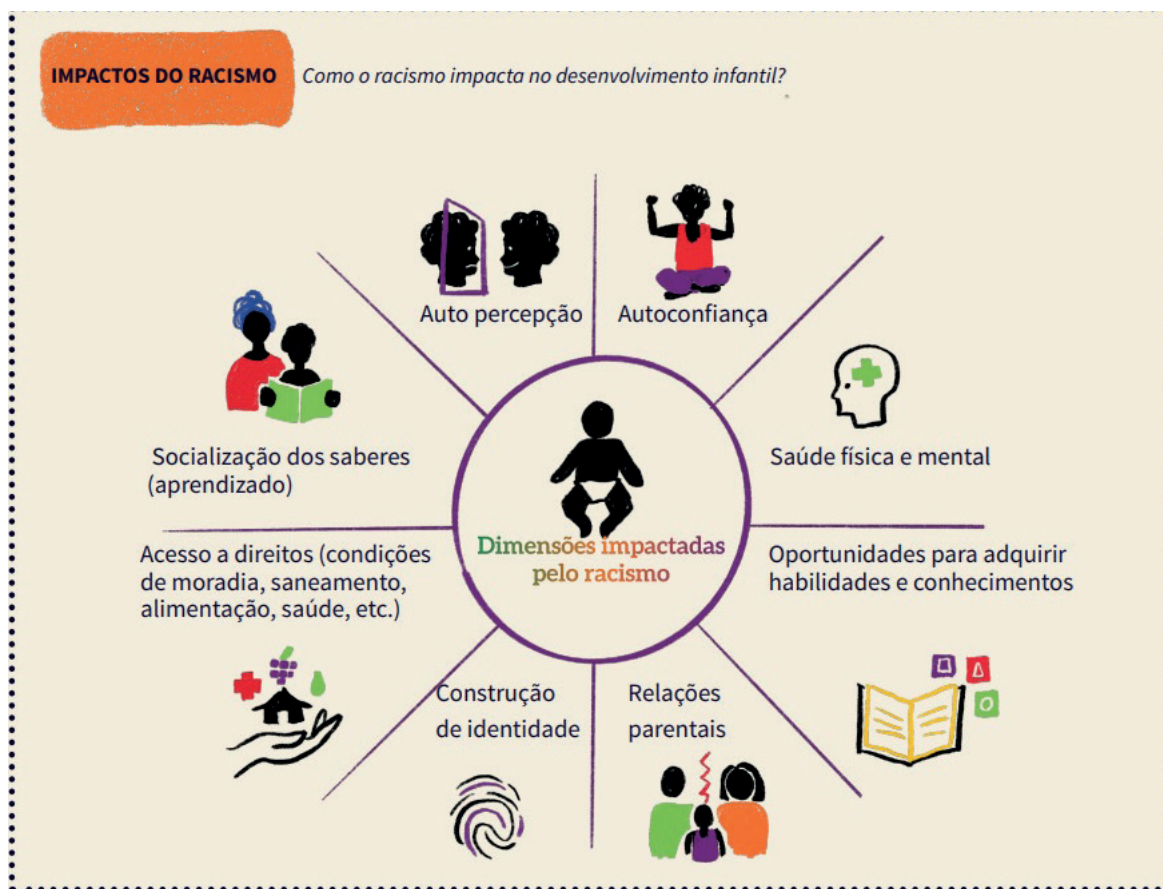 IMPACTOS DO RACISMO
Como o racismo impacta no desenvolvimento infantil?
Auto percepção
Autoconfiança
Saúde física e mental
Oportunidades para adquirir
habilidades e conhecimentos
Relações
parentais
Construção
de identidade
Acesso a direitos (condições
de moradia, saneamento,
alimentação, saúde, etc.)
Socialização dos saberes
(aprendizado)
Dimensões impactadas
pelo racismo